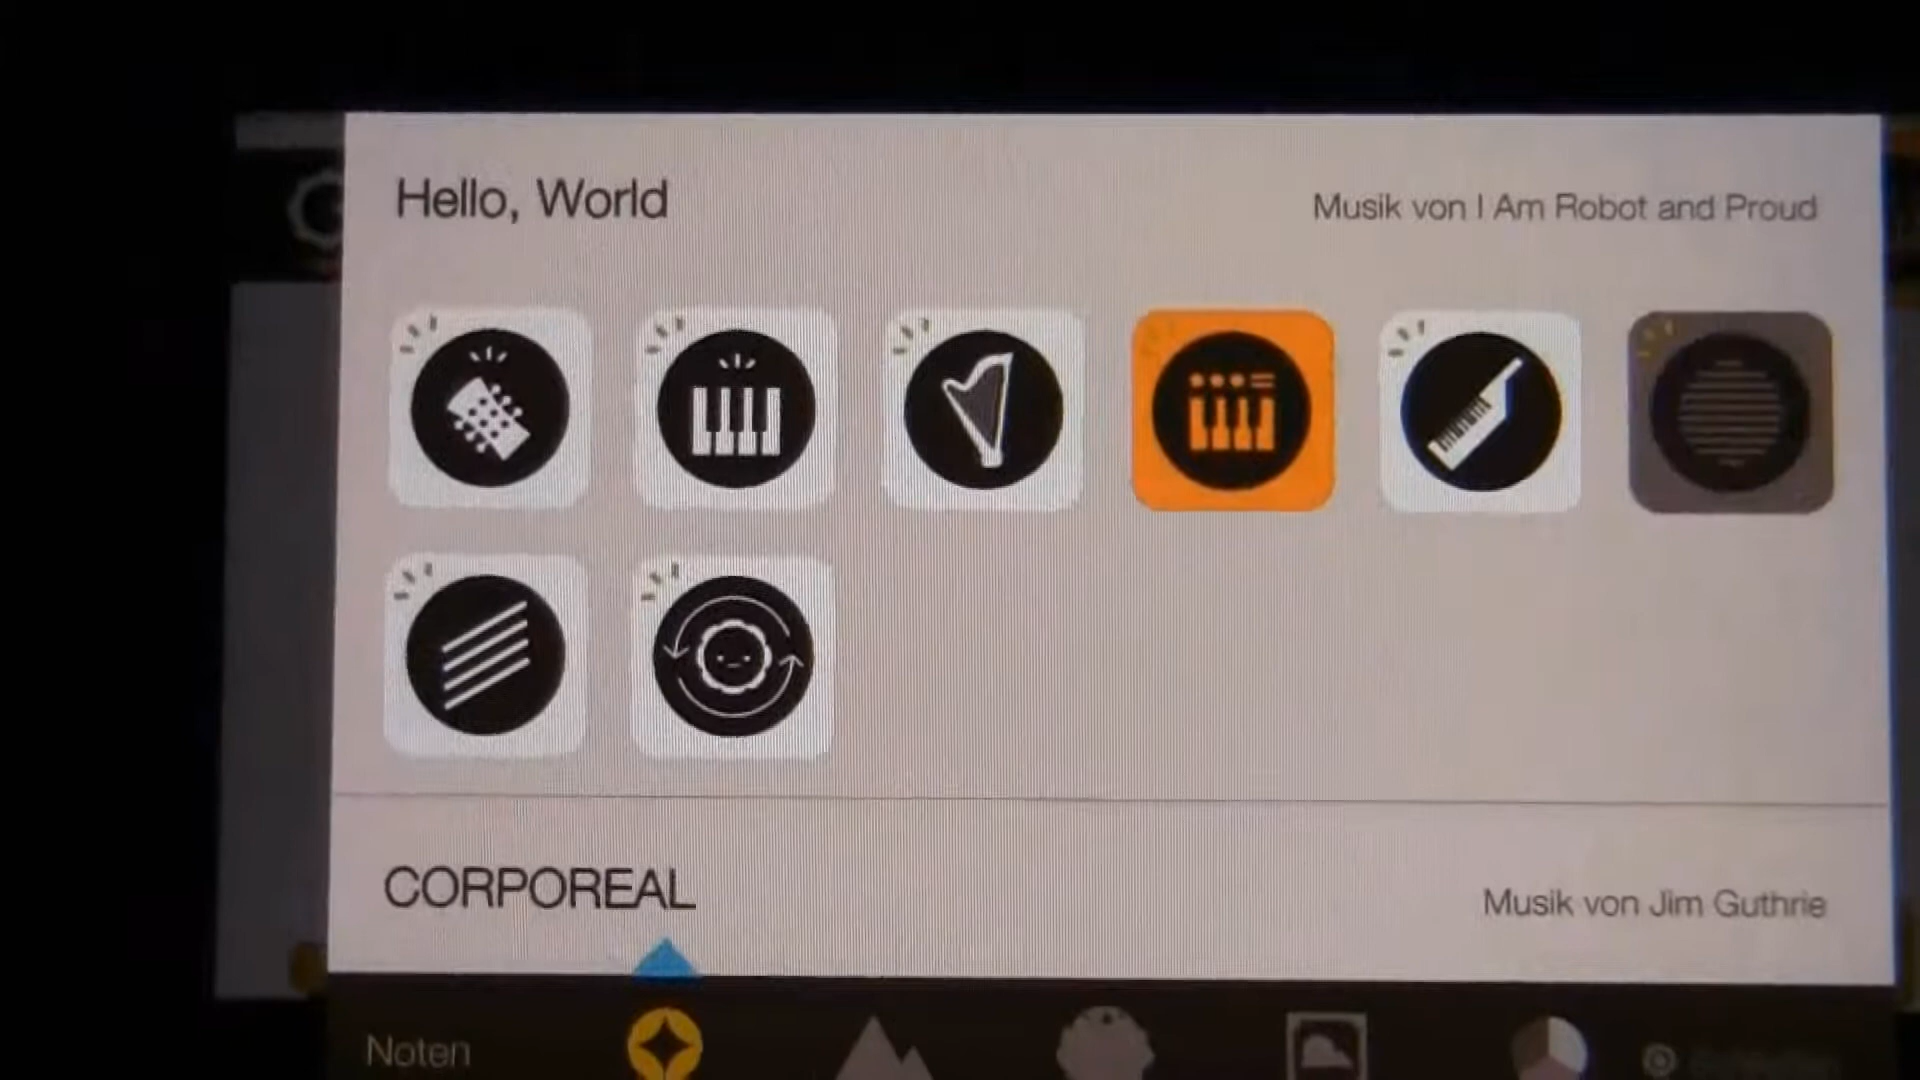 Hello, World
Musik von I Am Robot and Proud
CORPOREAL
Musik von Jim Guthrie
Noten